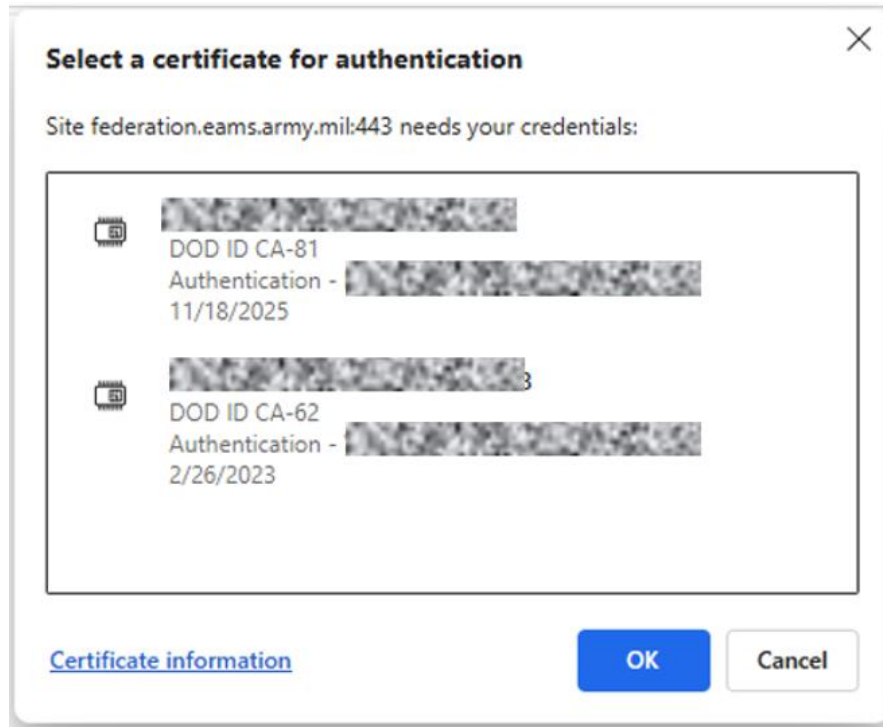 Select a certificate for authentication
Site federation.eams.army.mil:443 needs your credentials:
DOD ID CA-81
Authentication -
11/18/2025
DOD ID CA-62
Authentication -
2/26/2023
Certificate information
OK
Cancel